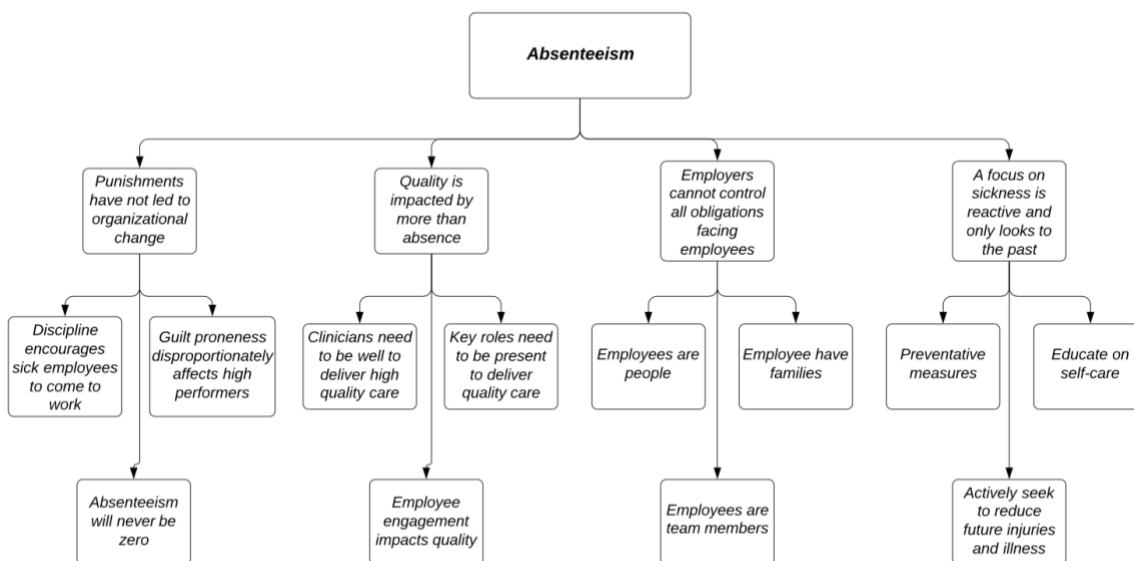 Absenteeism
Punishments
have not led to
organizational
change
Quality is
impacted by
more than
absence
Employers
cannot control
all obligations
facing
employees
A focus on
sickness is
reactive and
only looks to
the past
Discipline
encourages
sick employees
to come to
work
Guilt proneness
disproportionately
affects high
performers
Clinicians need
to be well to
deliver high
quality care
Key roles need
to be present
to deliver
quality care
Employees are
people
Employee have
families
Preventative
measures
Educate on
self-care
Absenteeism
will never be
zero
Employee
engagement
impacts quality
Employees are
team members
Actively seek
to reduce
future injuries
and illness